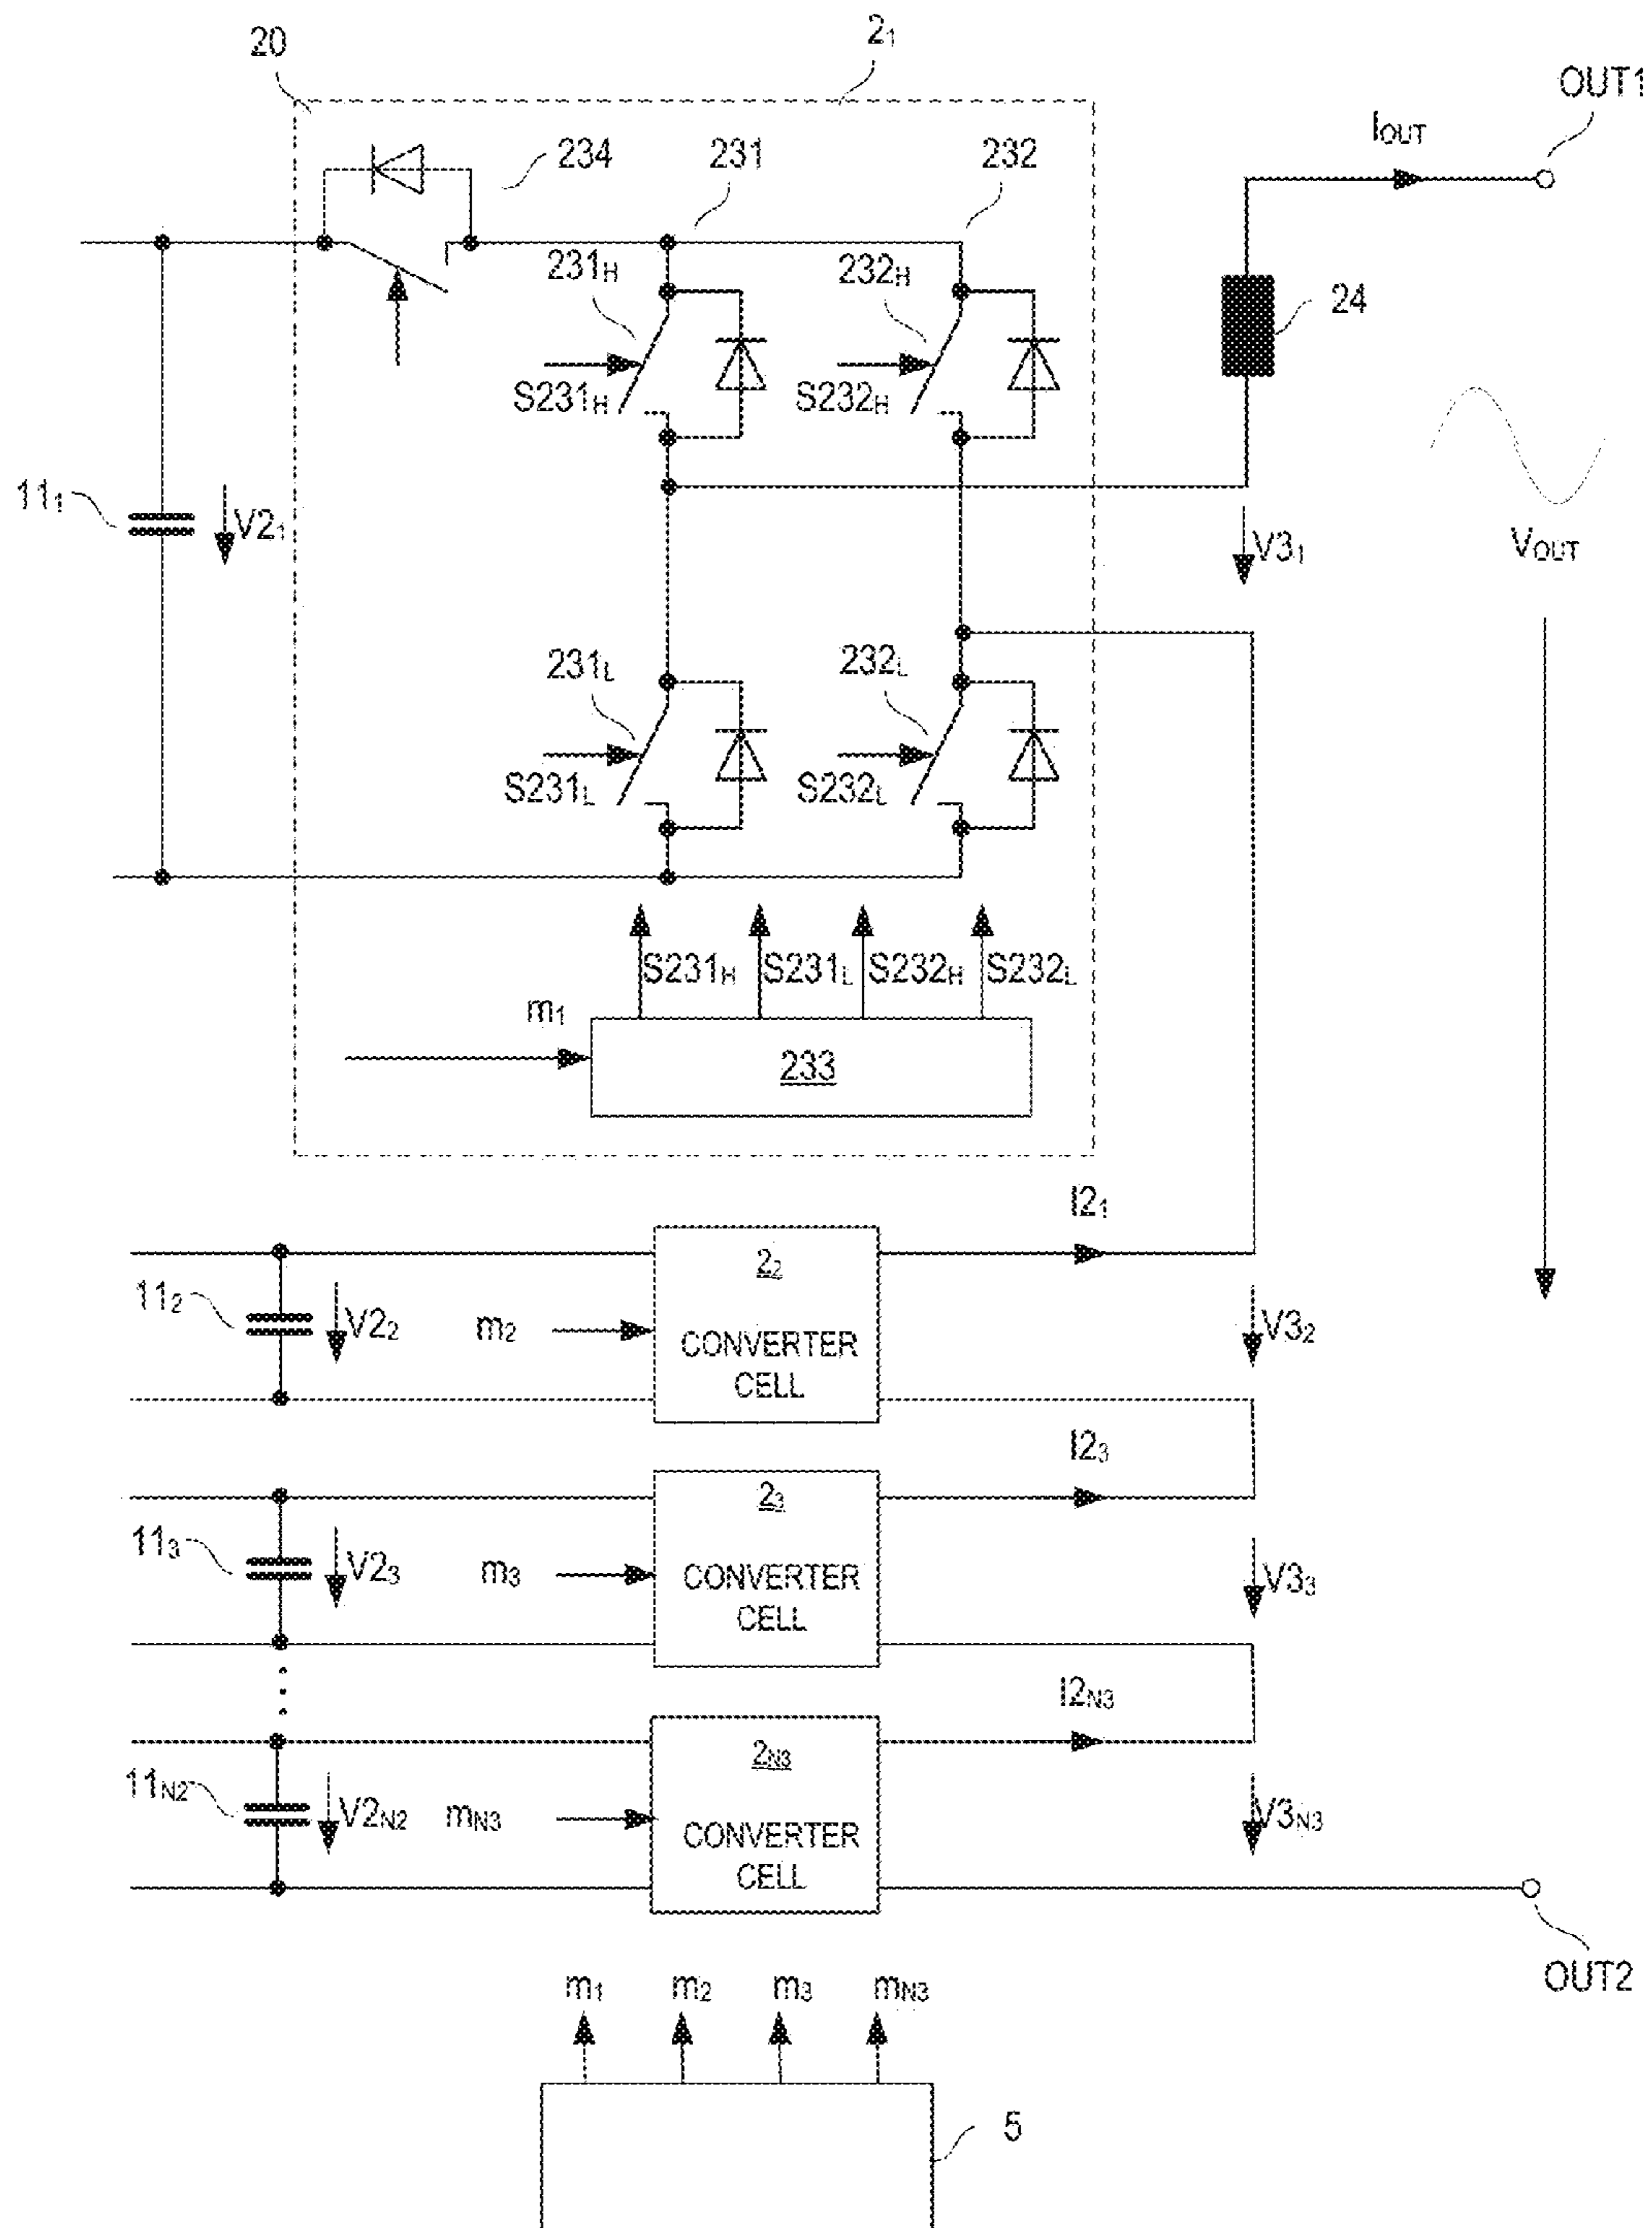 20
2₁
OUT1
I_OUT
234
231
232
231_H
232_H
24
S231_H
S232_H
11₁
V2₁
V3₁
V_OUT
231_L
232_L
S231_L
S232_L
S231_H
S231_L
S232_H
S232_L
m₁
233
I2₁
2₂
11₂
V2₂
m₂
CONVERTER
CELL
V3₂
I2₃
2₃
11₃
V2₃
m₃
CONVERTER
CELL
V3₃
I2_N3
2_N3
11_N2
V2_N2
m_N3
CONVERTER
CELL
V3_N3
OUT2
m₁
m₂
m₃
m_N3
5